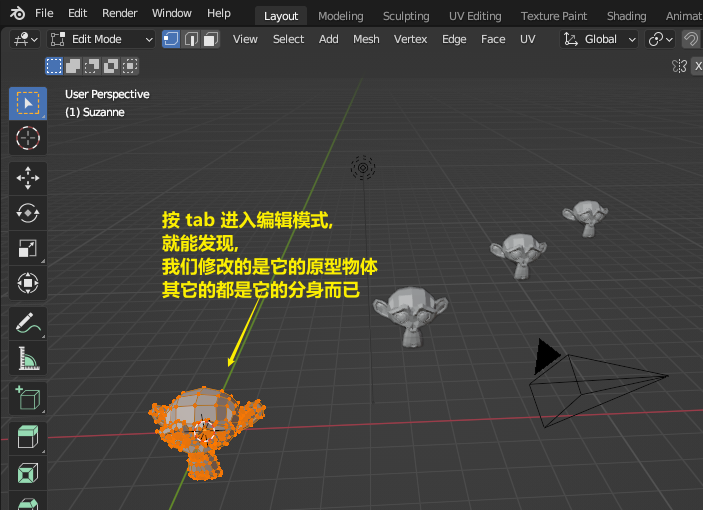 File Edit Render Window Help Layout Modeling Sculpting UV Editing Texture Paint Shading Animat
Edit Mode View Select Add Mesh Vertex Edge Face UV Global
X
User Perspective
(1) Suzanne
按 tab 进入编辑模式,
就能发现,
我们修改的是它的原型物体
其它的都是它的分身而已